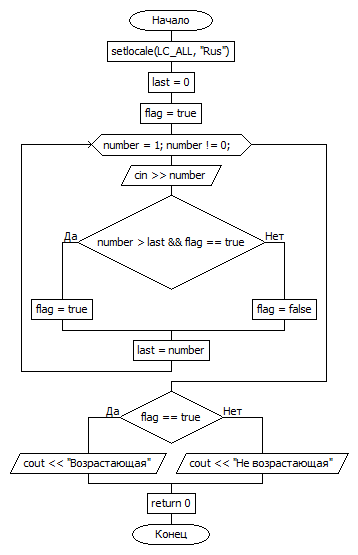 Начало
setlocale(LC_ALL, "Rus")
last = 0
flag = true
number = 1; number != 0;
cin >> number
Да
Нет
number > last && flag == true
flag = true
flag = false
last = number
Да
Нет
flag == true
cout << "Возрастающая"
cout << "Не возрастающая"
return 0
Конец